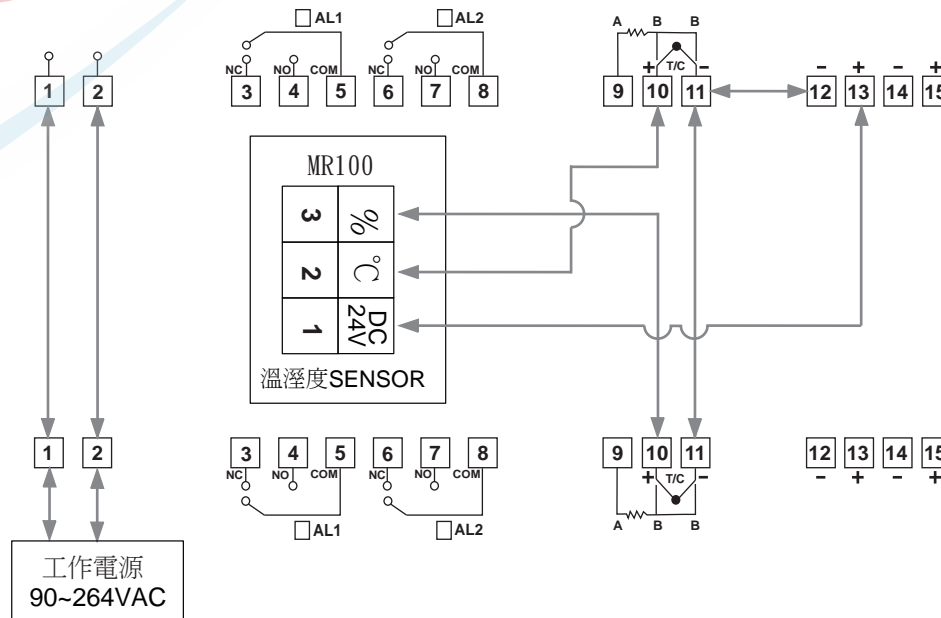 AL1 AL2 A B B
NC NO COM NC NO COM + T/C − − + − +
1 2 3 4 5 6 7 8 9 10 11 12 13 14 15
MR100
3 %
2 °C
1 DC 24V
溫溼度SENSOR
1 2 3 4 5 6 7 8 9 10 11 12 13 14 15
NC NO COM NC NO COM + T/C − − + − +
AL1 AL2 A B B
工作電源
90~264VAC